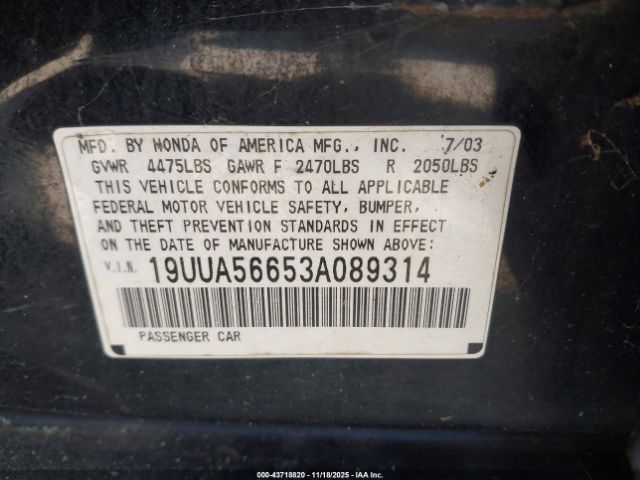 MFD. BY HONDA OF AMERICA MFG., INC. 7/03
GVWR 4475LBS GAWR F 2470LBS R 2050LBS
THIS VEHICLE CONFORMS TO ALL APPLICABLE
FEDERAL MOTOR VEHICLE SAFETY, BUMPER,
AND THEFT PREVENTION STANDARDS IN EFFECT
ON THE DATE OF MANUFACTURE SHOWN ABOVE:
V.I.N. 19UUA56653A089314
PASSENGER CAR
000-43718820 - 11/18/2025 - IAA Inc.